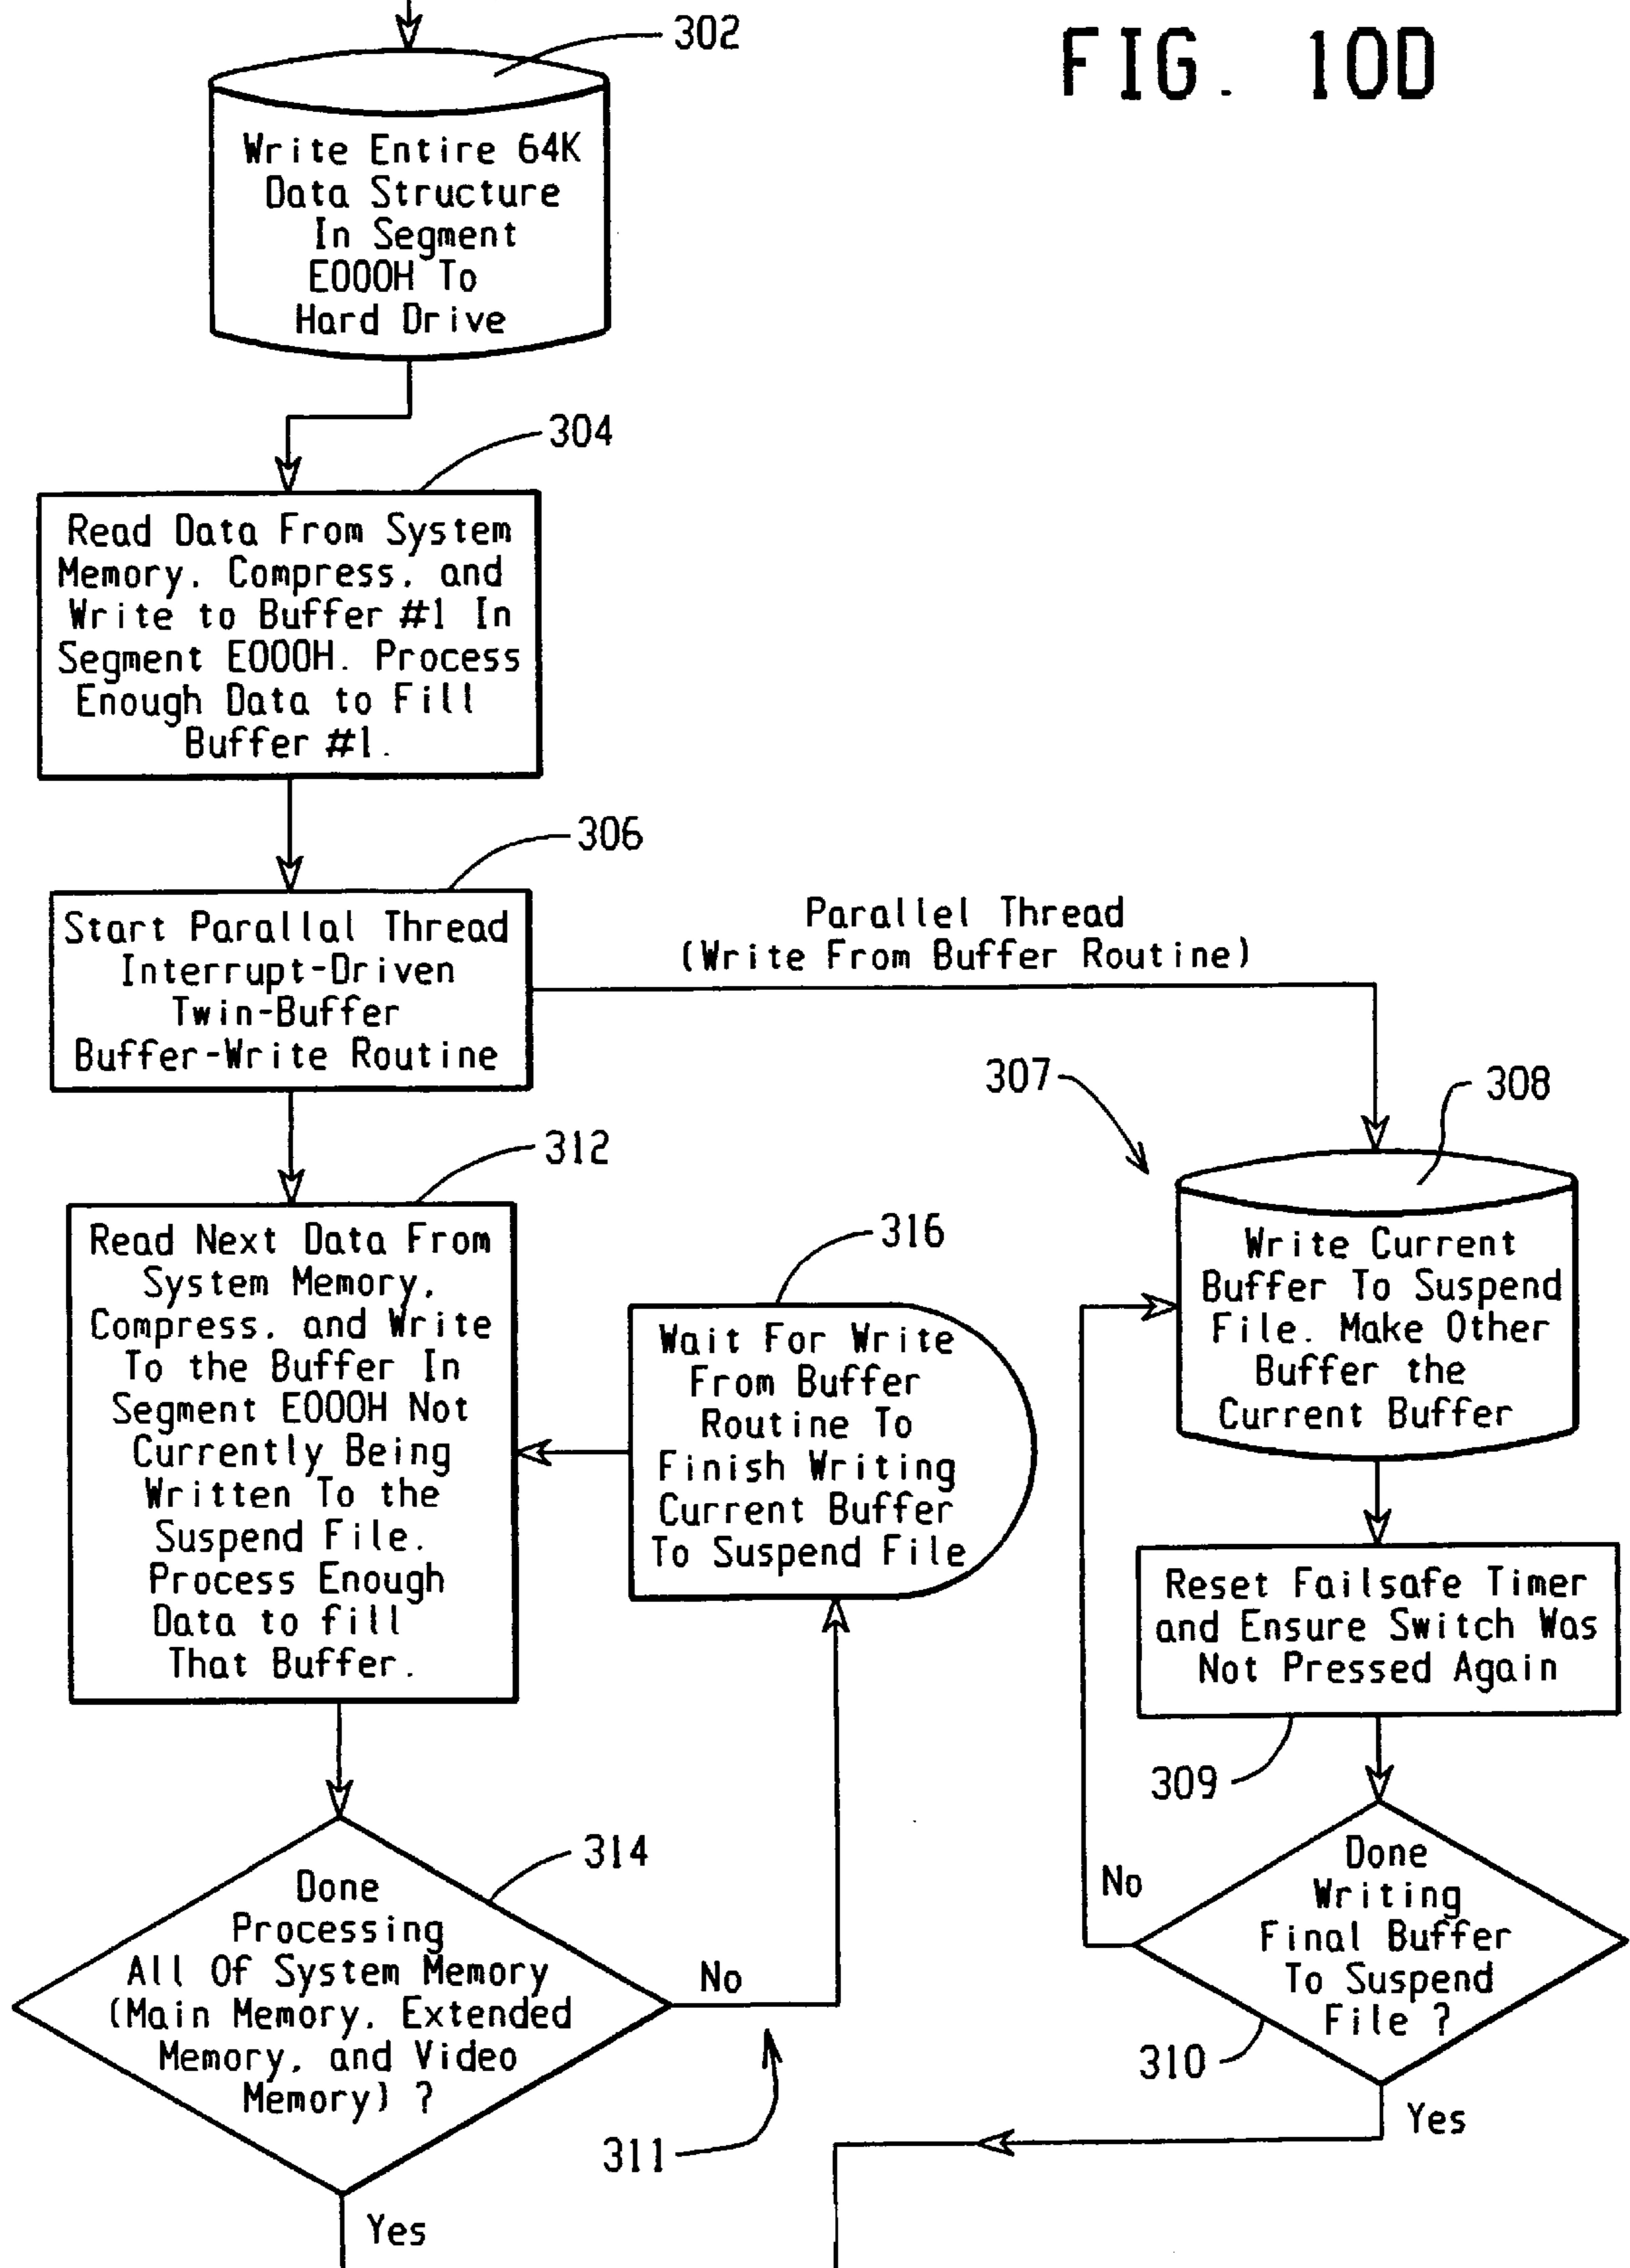 FIG. 10D
302
Write Entire 64K
Data Structure
In Segment
E000H To
Hard Drive
304
Read Data From System
Memory, Compress, and
Write to Buffer #1 In
Segment E000H. Process
Enough Data to Fill
Buffer #1.
306
Start Parallal Thread
Interrupt-Driven
Twin-Buffer
Buffer-Write Routine
Parallel Thread
(Write From Buffer Routine)
307
308
Write Current
Buffer To Suspend
File. Make Other
Buffer the
Current Buffer
312
Read Next Data From
System Memory,
Compress, and Write
To the Buffer In
Segment E000H Not
Currently Being
Written To the
Suspend File.
Process Enough
Data to fill
That Buffer.
316
Wait For Write
From Buffer
Routine To
Finish Writing
Current Buffer
To Suspend File
Reset Failsafe Timer
and Ensure Switch Was
Not Pressed Again
309
314
Done
Processing
All Of System Memory
(Main Memory, Extended
Memory, and Video
Memory) ?
No
311
Yes
No
Done
Writing
Final Buffer
To Suspend
File ?
310
Yes